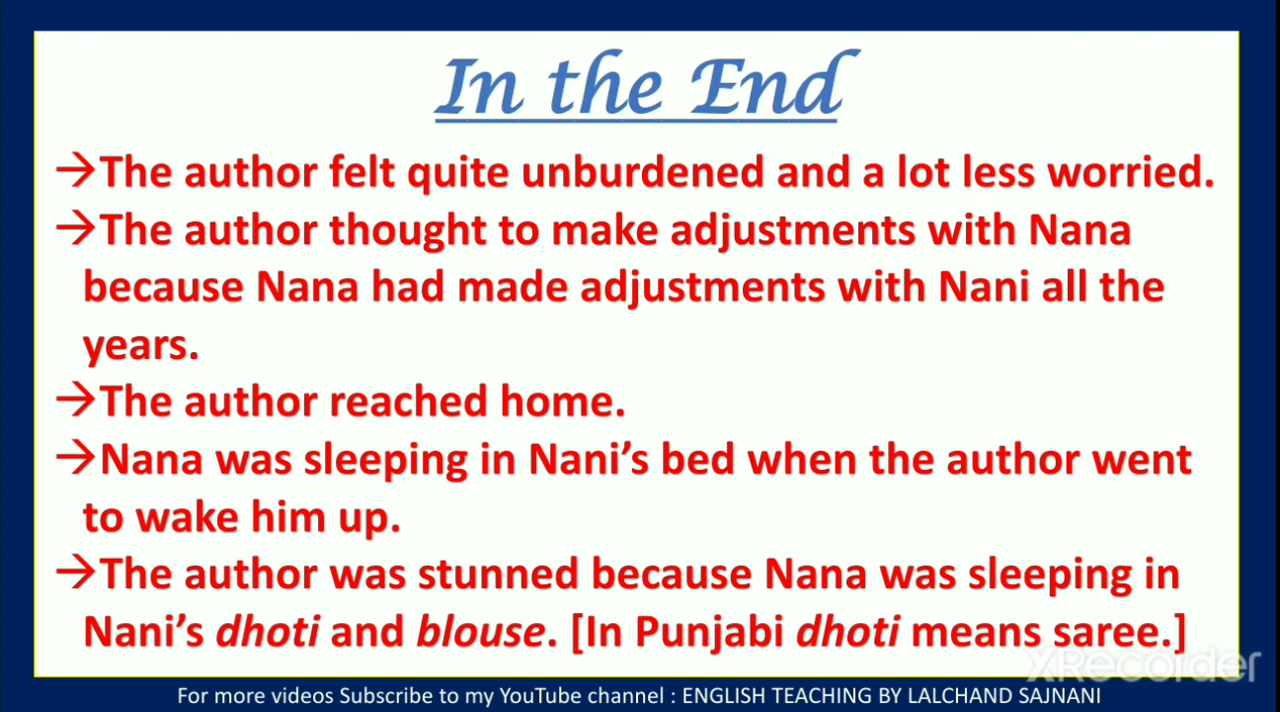 In the End
→The author felt quite unburdened and a lot less worried.
→The author thought to make adjustments with Nana
because Nana had made adjustments with Nani all the
years.
→The author reached home.
→Nana was sleeping in Nani’s bed when the author went
to wake him up.
→The author was stunned because Nana was sleeping in
Nani’s dhoti and blouse. [In Punjabi dhoti means saree.]
XRecorder
For more videos Subscribe to my YouTube channel : ENGLISH TEACHING BY LALCHAND SAJNANI